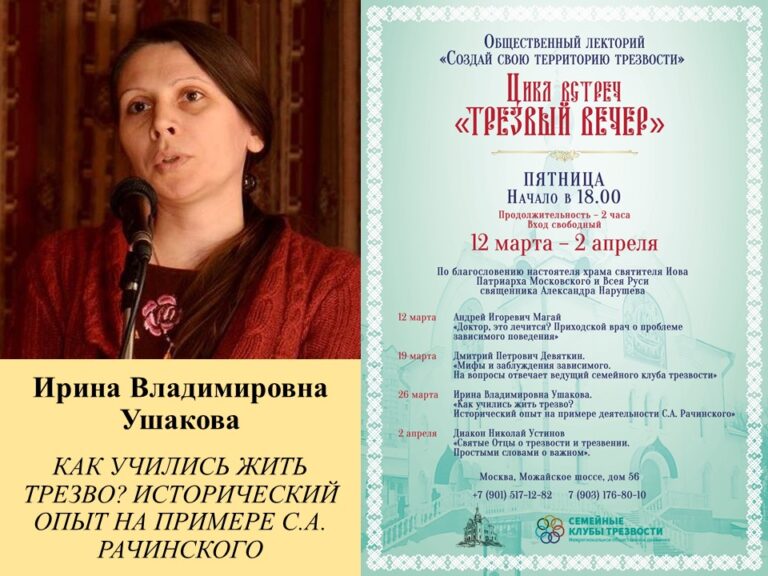 Ирина Владимировна
Ушакова
КАК УЧИЛИСЬ ЖИТЬ
ТРЕЗВО? ИСТОРИЧЕСКИЙ
ОПЫТ НА ПРИМЕРЕ С.А.
РАЧИНСКОГО
Общественный лекторий
«Создай свою территорию трезвости»
Цикл встреч
«ТРЕЗВЫЙ ВЕЧЕР»
ПЯТНИЦА
Начало в 18.00
Продолжительность – 2 часа
Вход свободный
12 марта – 2 апреля
По благословению настоятеля храма святителя Иова
Патриарха Московского и Всея Руси
священника Александра Нарушева
12 марта Андрей Игоревич Магай
«Доктор, это лечится? Приходской врач о проблеме
зависимого поведения»
19 марта Дмитрий Петрович Девяткин.
«Мифы и заблуждения зависимого.
На вопросы отвечает ведущий семейного клуба трезвости»
26 марта Ирина Владимировна Ушакова.
«Как учились жить трезво?
Исторический опыт на примере деятельности С.А. Рачинского»
2 апреля Диакон Николай Устинов
«Святые Отцы о трезвости и трезвении.
Простыми словами о важном».
Москва, Можайское шоссе, дом 56
+7 (901) 517-12-82 7 (903) 176-80-10
СЕМЕЙНЫЕ
КЛУБЫ ТРЕЗВОСТИ
Межрегиональное общественное движение